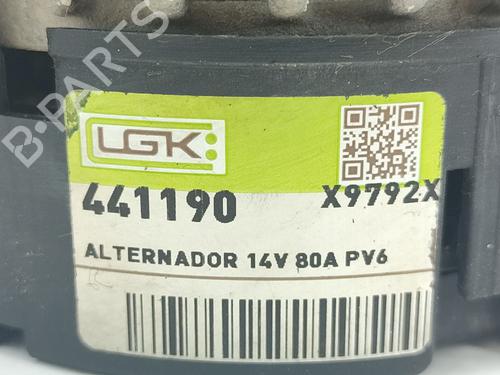 B-PARTS
LGK
441190
X9792X
ALTERNADOR 14V 80A PV6